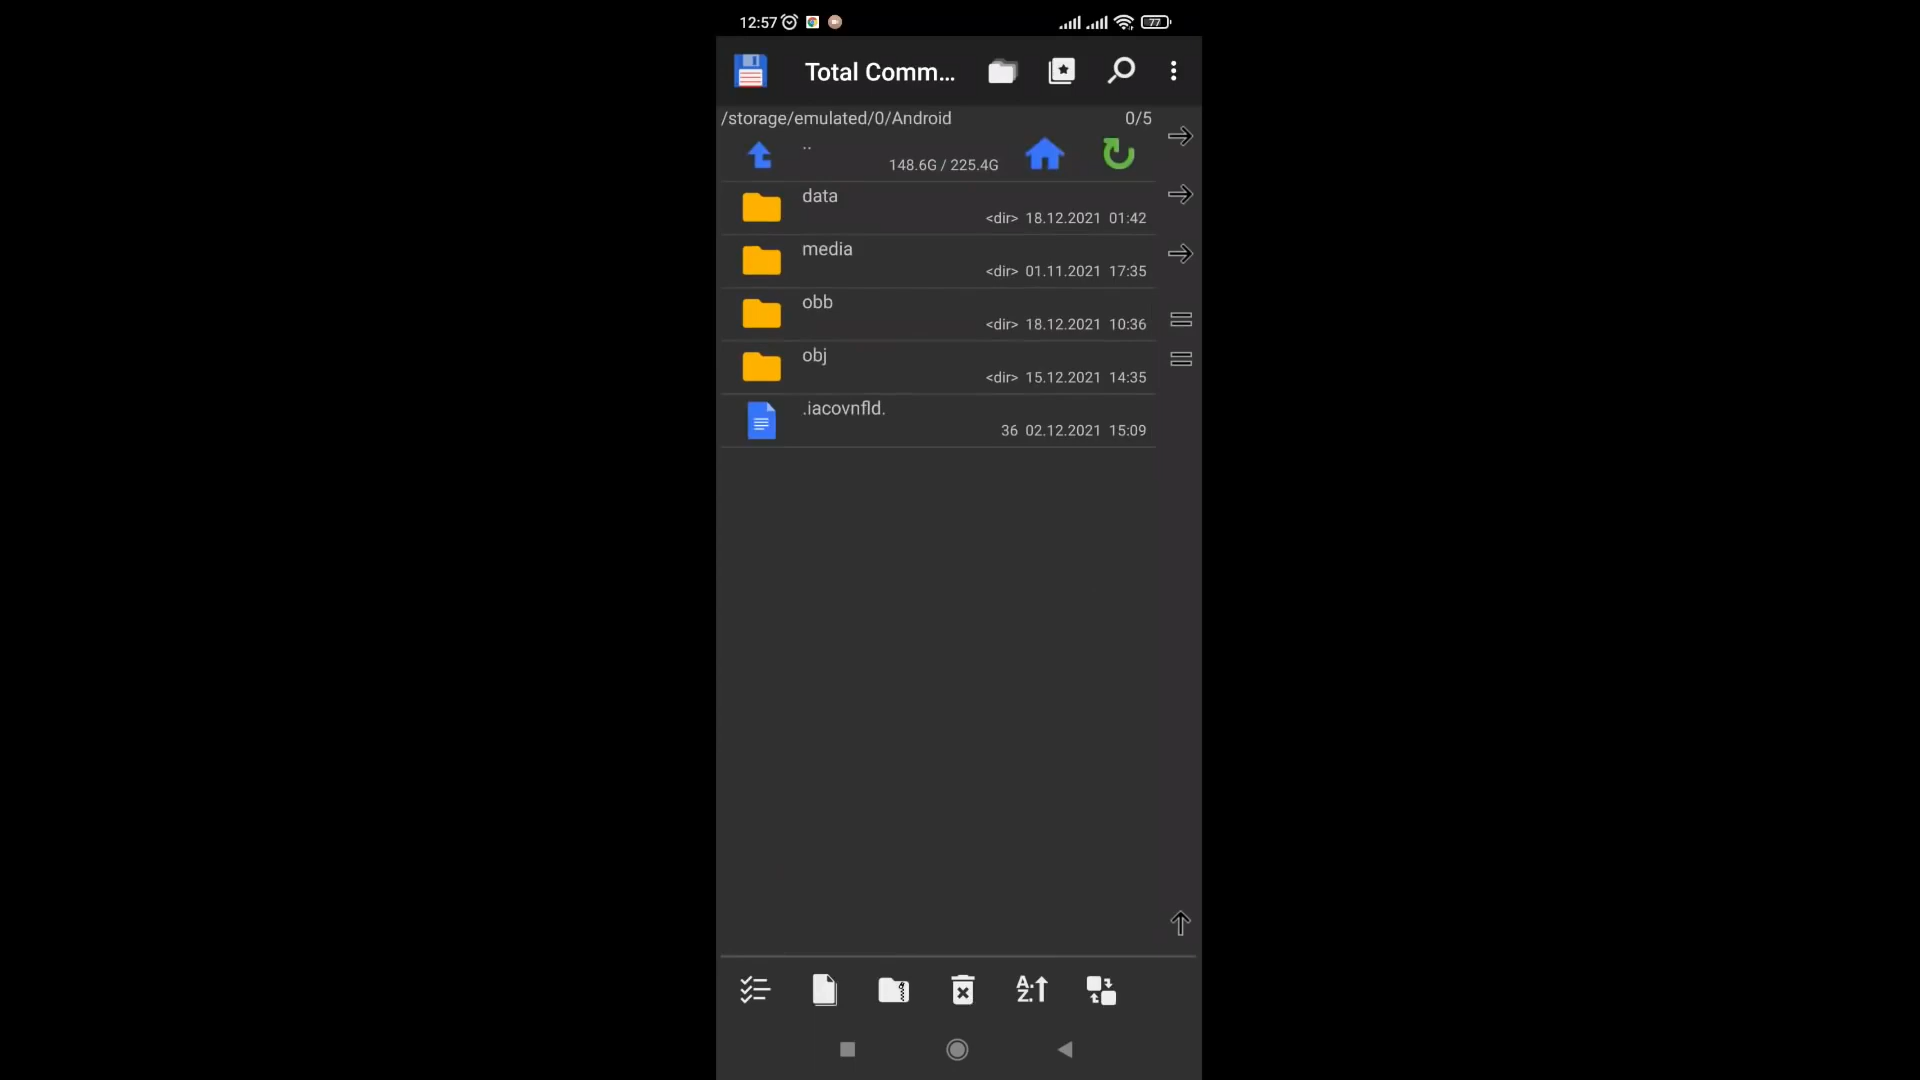 12:57
77
Total Comm...
/storage/emulated/0/Android 0/5
..
148.6G / 225.4G
data
<dir> 18.12.2021 01:42
media
<dir> 01.11.2021 17:35
obb
<dir> 18.12.2021 10:36
obj
<dir> 15.12.2021 14:35
.iacovnfld.
36 02.12.2021 15:09
A.
Z.